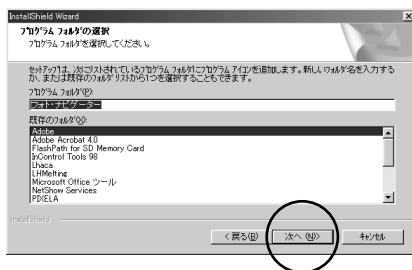 InstallShield Wizard
プログラム フォルダの選択
プログラム フォルダを選択してください。
セットアップは、次にリストされているプログラム フォルダにプログラム アイコンを追加します。新しいフォルダ名を入力する
か、または既存のフォルダ リストから1つを選択することもできます。
プログラム フォルダ(P):
フォト・ナビゲーター
既存のフォルダ(X):
Adobe
Adobe Acrobat 4.0
FlashPath for SD Memory Card
InControl Tools 98
Lhaca
LHMelting
Microsoft Office ツール
NetShow Services
PIXELA
InstallShield
< 戻る(B)
次へ (N)>
キャンセル